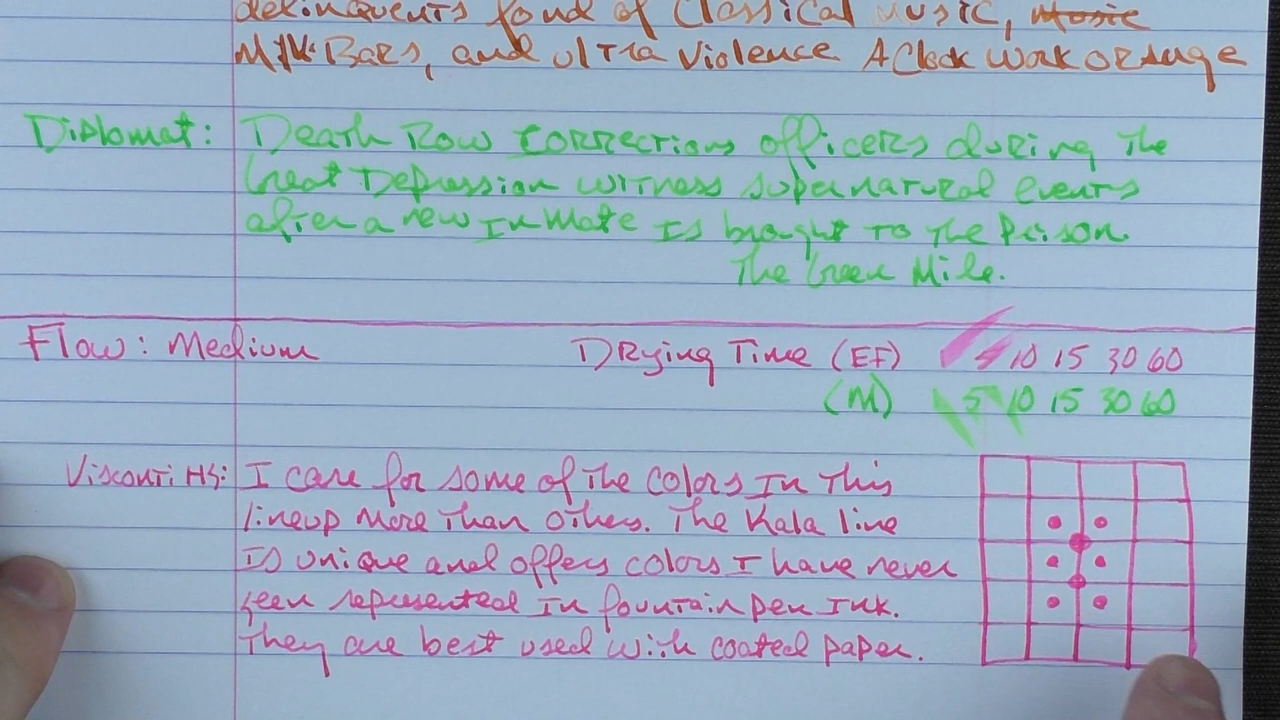 delinquents fond of Classical Music, Music
Milk Bars, and ultra Violence A Clock Work Orange
Diplomat: Death Row corrections officers during The
Great Depression witness supernatural events
after a new Inmate Is brought to The Prison.
The Green Mile.
Flow: Medium Drying Time (EF) 5 10 15 30 60
(M) 5 10 15 30 60
Visconti HS: I care for some of The colors In This
lineup More Than others. The Kala line
Is unique and offers colors I have never
seen represented In fountain pen Ink.
They are best used with coated paper.